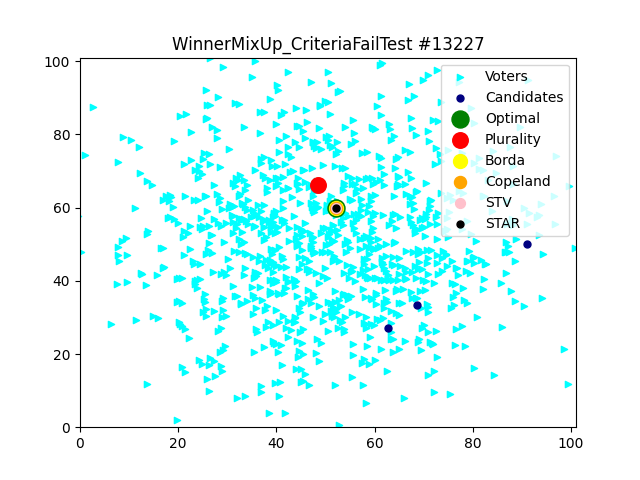 WinnerMixUp_CriteriaFailTest #13227
100
80
60
40
20
0
0
20
40
60
80
100
Voters
Candidates
Optimal
Plurality
Borda
Copeland
STV
STAR